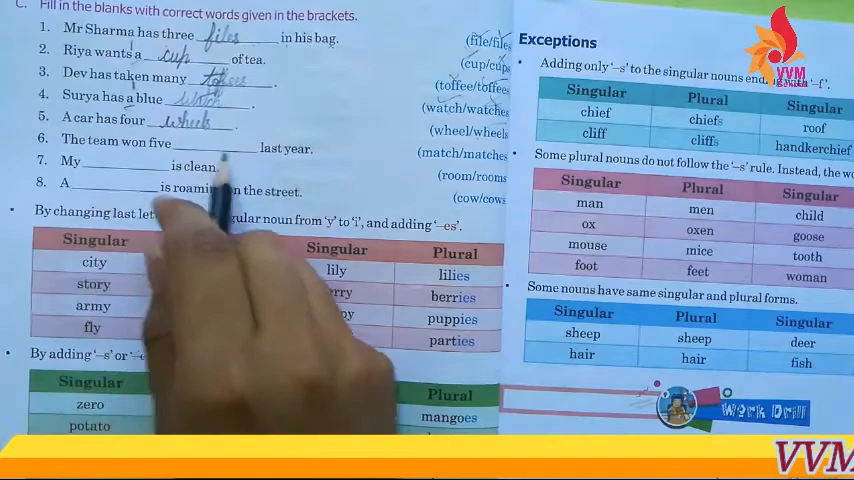 C. Fill in the blanks with correct words given in the brackets.
1. Mr Sharma has three files in his bag. (file/files
2. Riya wants a cup of tea. (cup/cups
3. Dev has taken many toffees. (toffee/toffees
4. Surya has a blue watch. (watch/watches
5. A car has four wheels. (wheel/wheels
6. The team won five ________ last year. (match/matches
7. My ________ is clean. (room/rooms
8. A ________ is roaming in the street. (cow/cows
• By changing last let gular noun from 'y' to 'i', and adding '–es'.
Singular Singular Plural
city lily lilies
story rry berries
army py puppies
fly parties
• By adding '–s' or '–e
Singular Plural
zero mangoes
potato
Exceptions
• Adding only '–s' to the singular nouns ending with '–f'.
Singular Plural Singular
chief chiefs roof
cliff cliffs handkerchief
• Some plural nouns do not follow the '–s' rule. Instead, wo
Singular Plural Singular
man men child
ox oxen goose
mouse mice tooth
foot feet woman
• Some nouns have same singular and plural forms.
Singular Plural Singular
sheep sheep deer
hair hair fish
Work Drill
VVM
VVM